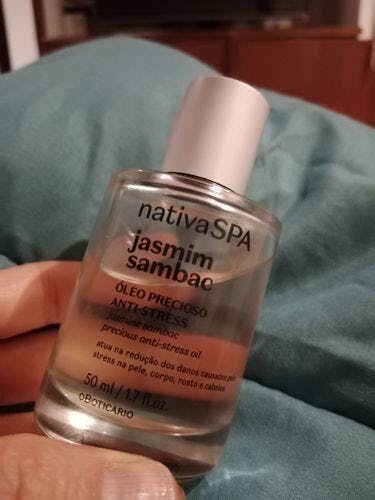 nativaSPA
jasmim
sambac
ÓLEO PRECIOSO
ANTI-STRESS
jasmine sambac
precious anti-stress oil
atua na redução dos danos causados pelo
stress na pele, corpo, rosto e cabelos
50 ml / 1.7 fl.oz.
oBOTICÁRIO